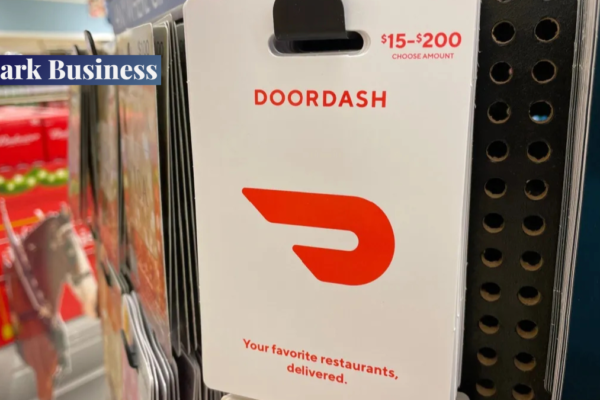 ark Business
$15-$200
CHOOSE AMOUNT
DOORDASH
Your favorite restaurants,
delivered.